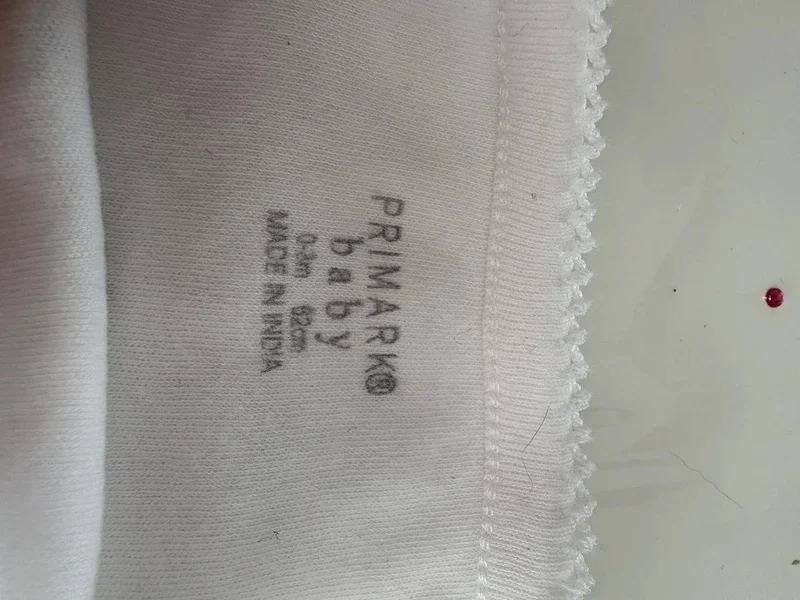 PRIMARK®
baby
0-3m 62cm
MADE IN INDIA